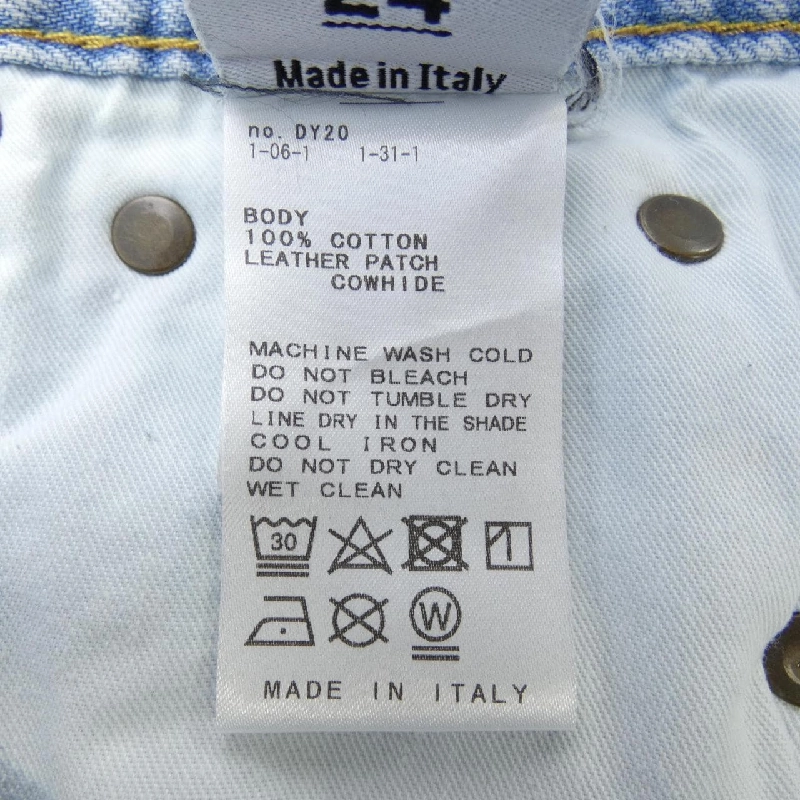 24
Made in Italy
no. DY20
1-06-1 1-31-1
BODY
100% COTTON
LEATHER PATCH
COWHIDE
MACHINE WASH COLD
DO NOT BLEACH
DO NOT TUMBLE DRY
LINE DRY IN THE SHADE
COOL IRON
DO NOT DRY CLEAN
WET CLEAN
30
W
MADE IN ITALY